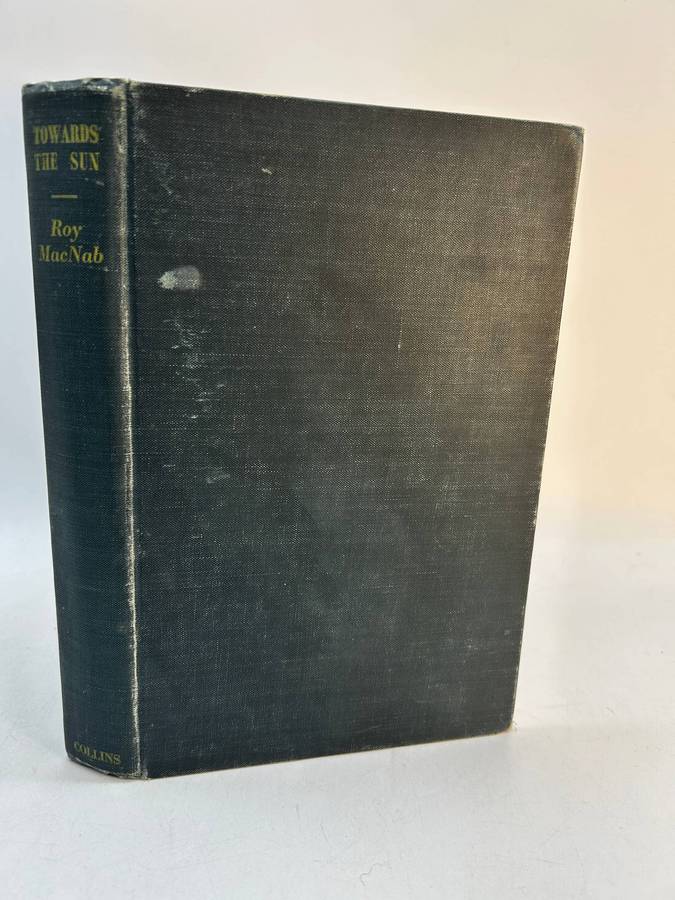 TOWARDS
THE SUN
Roy
MacNab
COLLINS